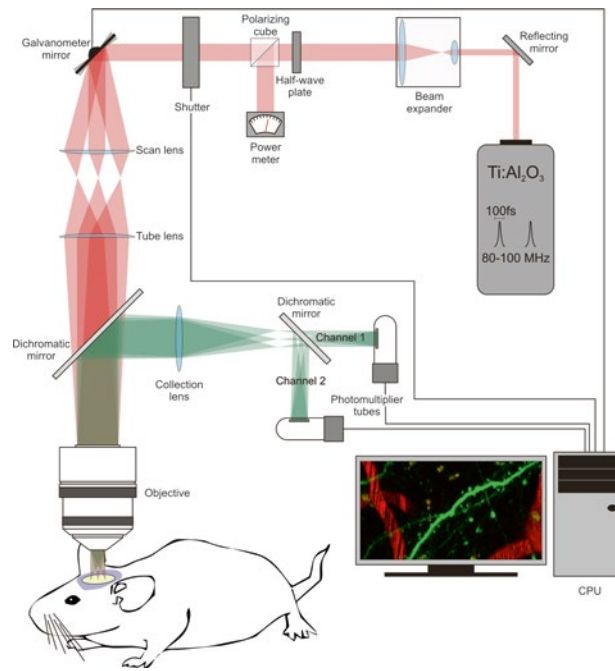 Galvanometer
mirror
Polarizing
cube
Reflecting
mirror
Half-wave
plate
Shutter
Beam
expander
Power
meter
Scan lens
Ti:Al₂O₃
100fs
80-100 MHz
Tube lens
Dichromatic
mirror
Dichromatic
mirror
Channel 1
Channel 2
Collection
lens
Photomultiplier
tubes
Objective
CPU